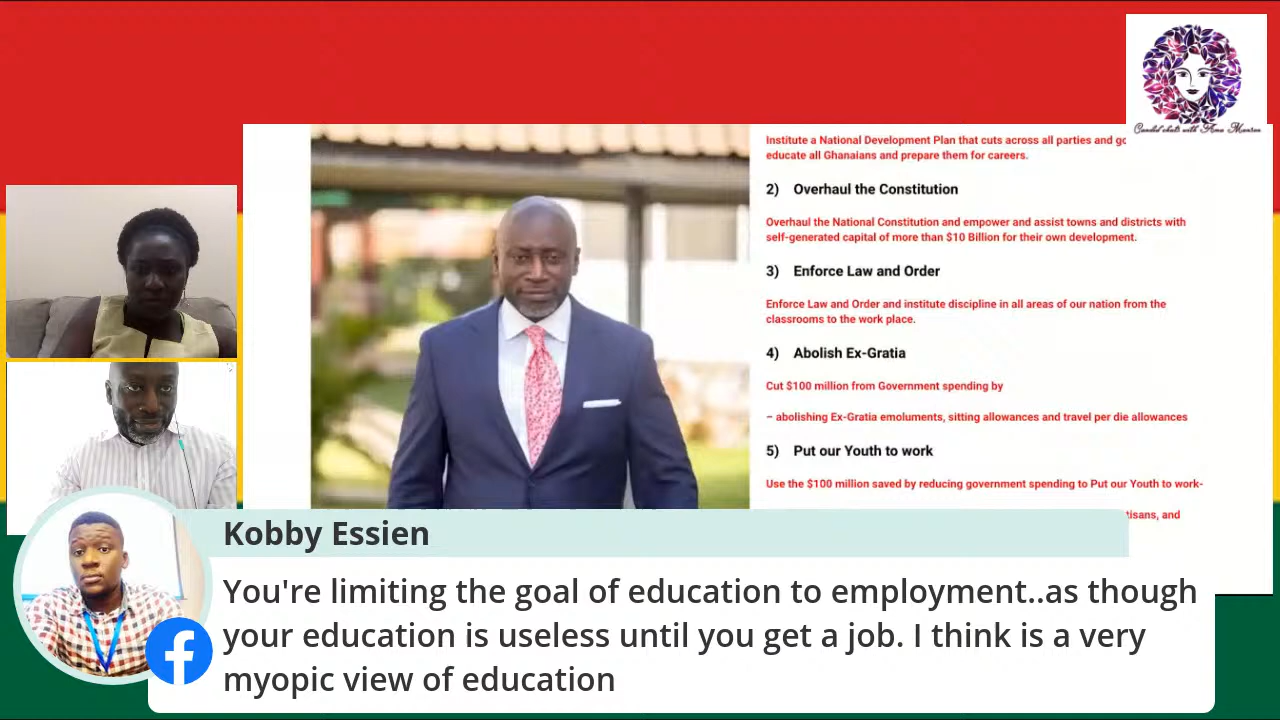 Candid chats with Ama
Institute a National Development Plan that cuts across all parties and
educate all Ghanaians and prepare them for careers.
2) Overhaul the Constitution
Overhaul the National Constitution and empower and assist towns and districts with
self-generated capital of more than $10 Billion for their own development.
3) Enforce Law and Order
Enforce Law and Order and institute discipline in all areas of our nation from the
classrooms to the work place.
4) Abolish Ex-Gratia
Cut $100 million from Government spending by
– abolishing Ex-Gratia emoluments, sitting allowances and travel per die allowances
5) Put our Youth to work
Use the $100 million saved by reducing government spending to Put our Youth to work-
tisans, and
Kobby Essien
You're limiting the goal of education to employment..as though
your education is useless until you get a job. I think is a very
myopic view of education